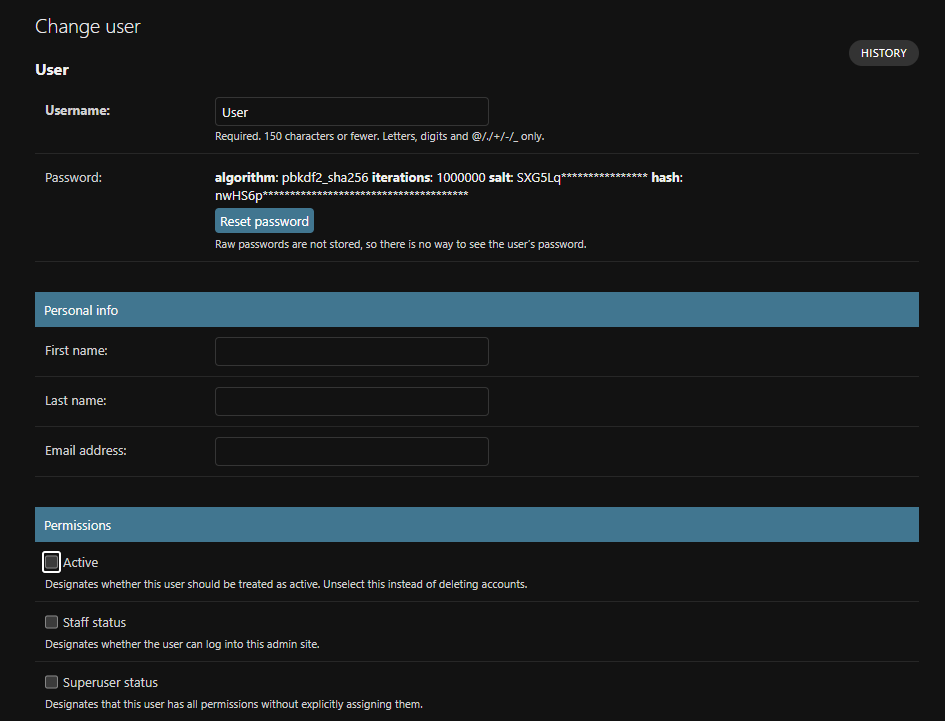 Change user
HISTORY
User
Username:
User
Required. 150 characters or fewer. Letters, digits and @/./+/-/_ only.
Password:
algorithm: pbkdf2_sha256 iterations: 1000000 salt: SXG5Lq**************** hash:
nwHS6p**************************************
Reset password
Raw passwords are not stored, so there is no way to see the user’s password.
Personal info
First name:
Last name:
Email address:
Permissions
Active
Designates whether this user should be treated as active. Unselect this instead of deleting accounts.
Staff status
Designates whether the user can log into this admin site.
Superuser status
Designates that this user has all permissions without explicitly assigning them.